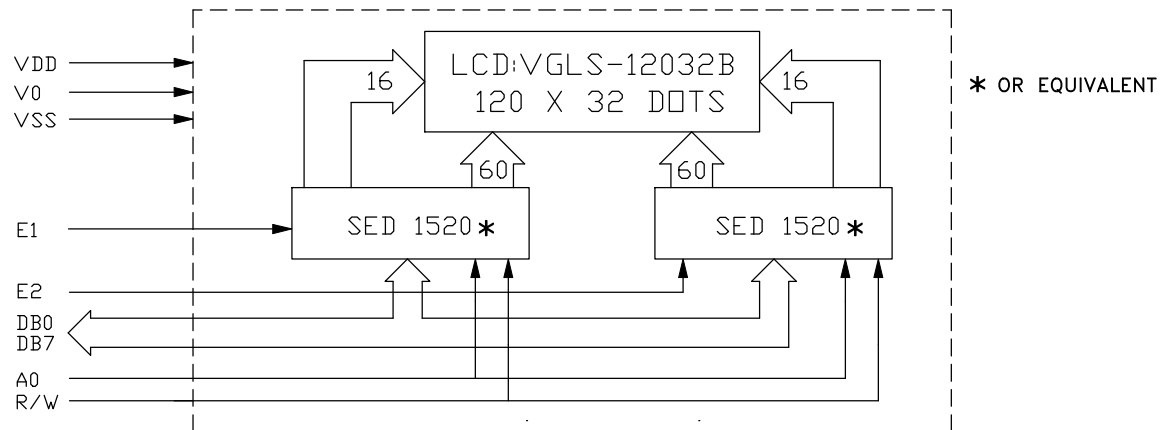 VDD
V0
VSS
E1
E2
DB0
DB7
A0
R/W
LCD:VGLS-12032B
120 X 32 DOTS
16
16
60
60
SED 1520*
SED 1520*
* OR EQUIVALENT